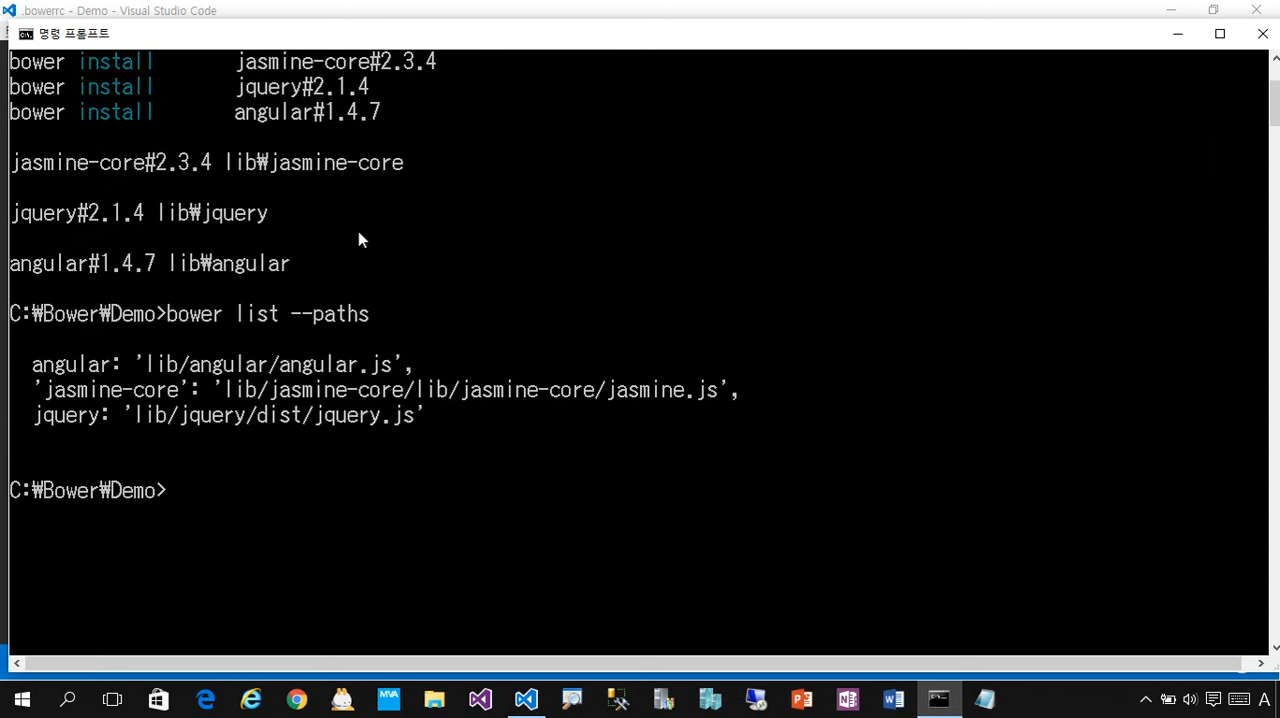 .bowerrc - Demo - Visual Studio Code
명령 프롬프트
bower install jasmine-core#2.3.4
bower install jquery#2.1.4
bower install angular#1.4.7
jasmine-core#2.3.4 lib₩jasmine-core
jquery#2.1.4 lib₩jquery
angular#1.4.7 lib₩angular
C:₩Bower₩Demo>bower list --paths
angular: 'lib/angular/angular.js',
'jasmine-core': 'lib/jasmine-core/lib/jasmine-core/jasmine.js',
jquery: 'lib/jquery/dist/jquery.js'
C:₩Bower₩Demo>
MVA
A